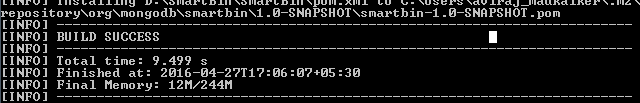 [INFO] Installing D:\SmartBin\SmartBin\pom.xml to C:\Users\aviraj_madkaiker\.m2\
repository\org\mongodb\smartbin\1.0-SNAPSHOT\smartbin-1.0-SNAPSHOT.pom
[INFO] ------------------------------------------------------------------------
[INFO] BUILD SUCCESS
[INFO] ------------------------------------------------------------------------
[INFO] Total time: 9.499 s
[INFO] Finished at: 2016-04-27T17:06:07+05:30
[INFO] Final Memory: 12M/244M
[INFO] ------------------------------------------------------------------------